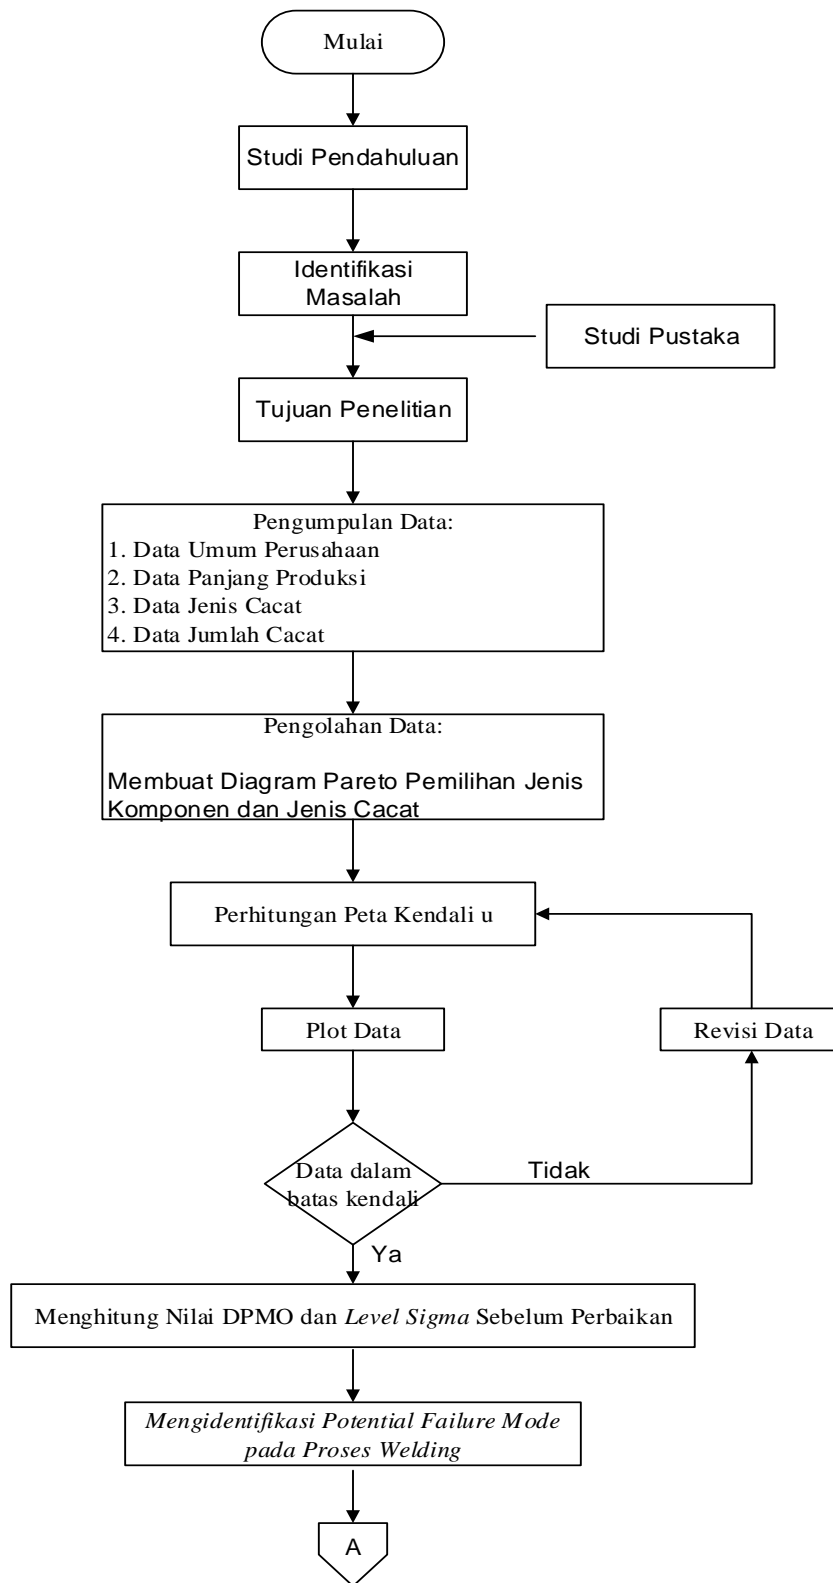 Mulai
Studi Pendahuluan
Identifikasi
Masalah
Studi Pustaka
Tujuan Penelitian
Pengumpulan Data:
1. Data Umum Perusahaan
2. Data Panjang Produksi
3. Data Jenis Cacat
4. Data Jumlah Cacat
Pengolahan Data:
Membuat Diagram Pareto Pemilihan Jenis
Komponen dan Jenis Cacat
Perhitungan Peta Kendali u
Plot Data
Revisi Data
Data dalam
batas kendali
Tidak
Ya
Menghitung Nilai DPMO dan Level Sigma Sebelum Perbaikan
Mengidentifikasi Potential Failure Mode
pada Proses Welding
A